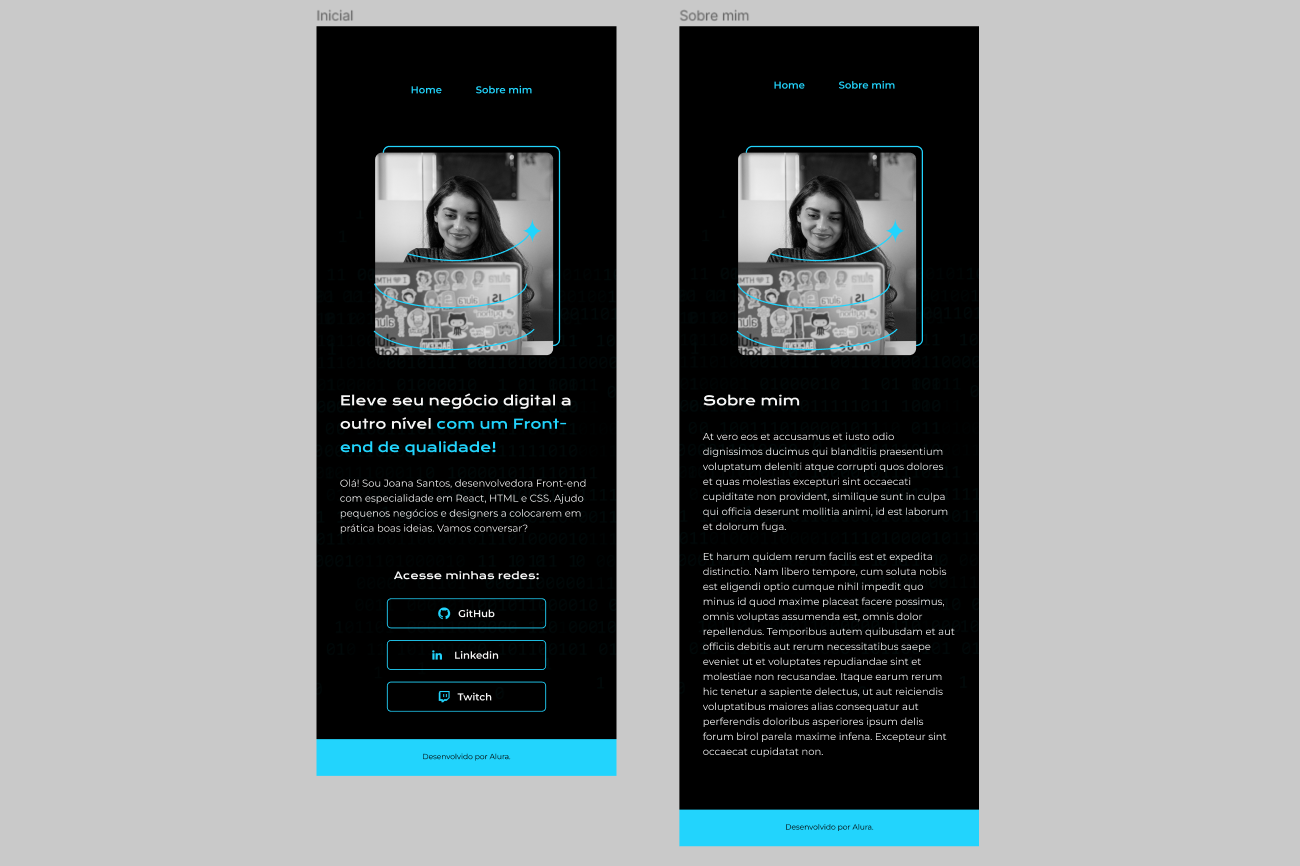 Inicial
Home Sobre mim
Eleve seu negócio digital a
outro nível com um Front-
end de qualidade!
Olá! Sou Joana Santos, desenvolvedora Front-end
com especialidade em React, HTML e CSS. Ajudo
pequenos negócios e designers a colocarem em
prática boas ideias. Vamos conversar?
Acesse minhas redes:
GitHub
Linkedin
Twitch
Desenvolvido por Alura.
Sobre mim
Home Sobre mim
Sobre mim
At vero eos et accusamus et iusto odio
dignissimos ducimus qui blanditiis praesentium
voluptatum deleniti atque corrupti quos dolores
et quas molestias excepturi sint occaecati
cupiditate non provident, similique sunt in culpa
qui officia deserunt mollitia animi, id est laborum
et dolorum fuga.
Et harum quidem rerum facilis est et expedita
distinctio. Nam libero tempore, cum soluta nobis
est eligendi optio cumque nihil impedit quo
minus id quod maxime placeat facere possimus,
omnis voluptas assumenda est, omnis dolor
repellendus. Temporibus autem quibusdam et aut
officiis debitis aut rerum necessitatibus saepe
eveniet ut et voluptates repudiandae sint et
molestiae non recusandae. Itaque earum rerum
hic tenetur a sapiente delectus, ut aut reiciendis
voluptatibus maiores alias consequatur aut
perferendis doloribus asperiores ipsum delis
forum birol parela maxime infena. Excepteur sint
occaecat cupidatat non.
Desenvolvido por Alura.